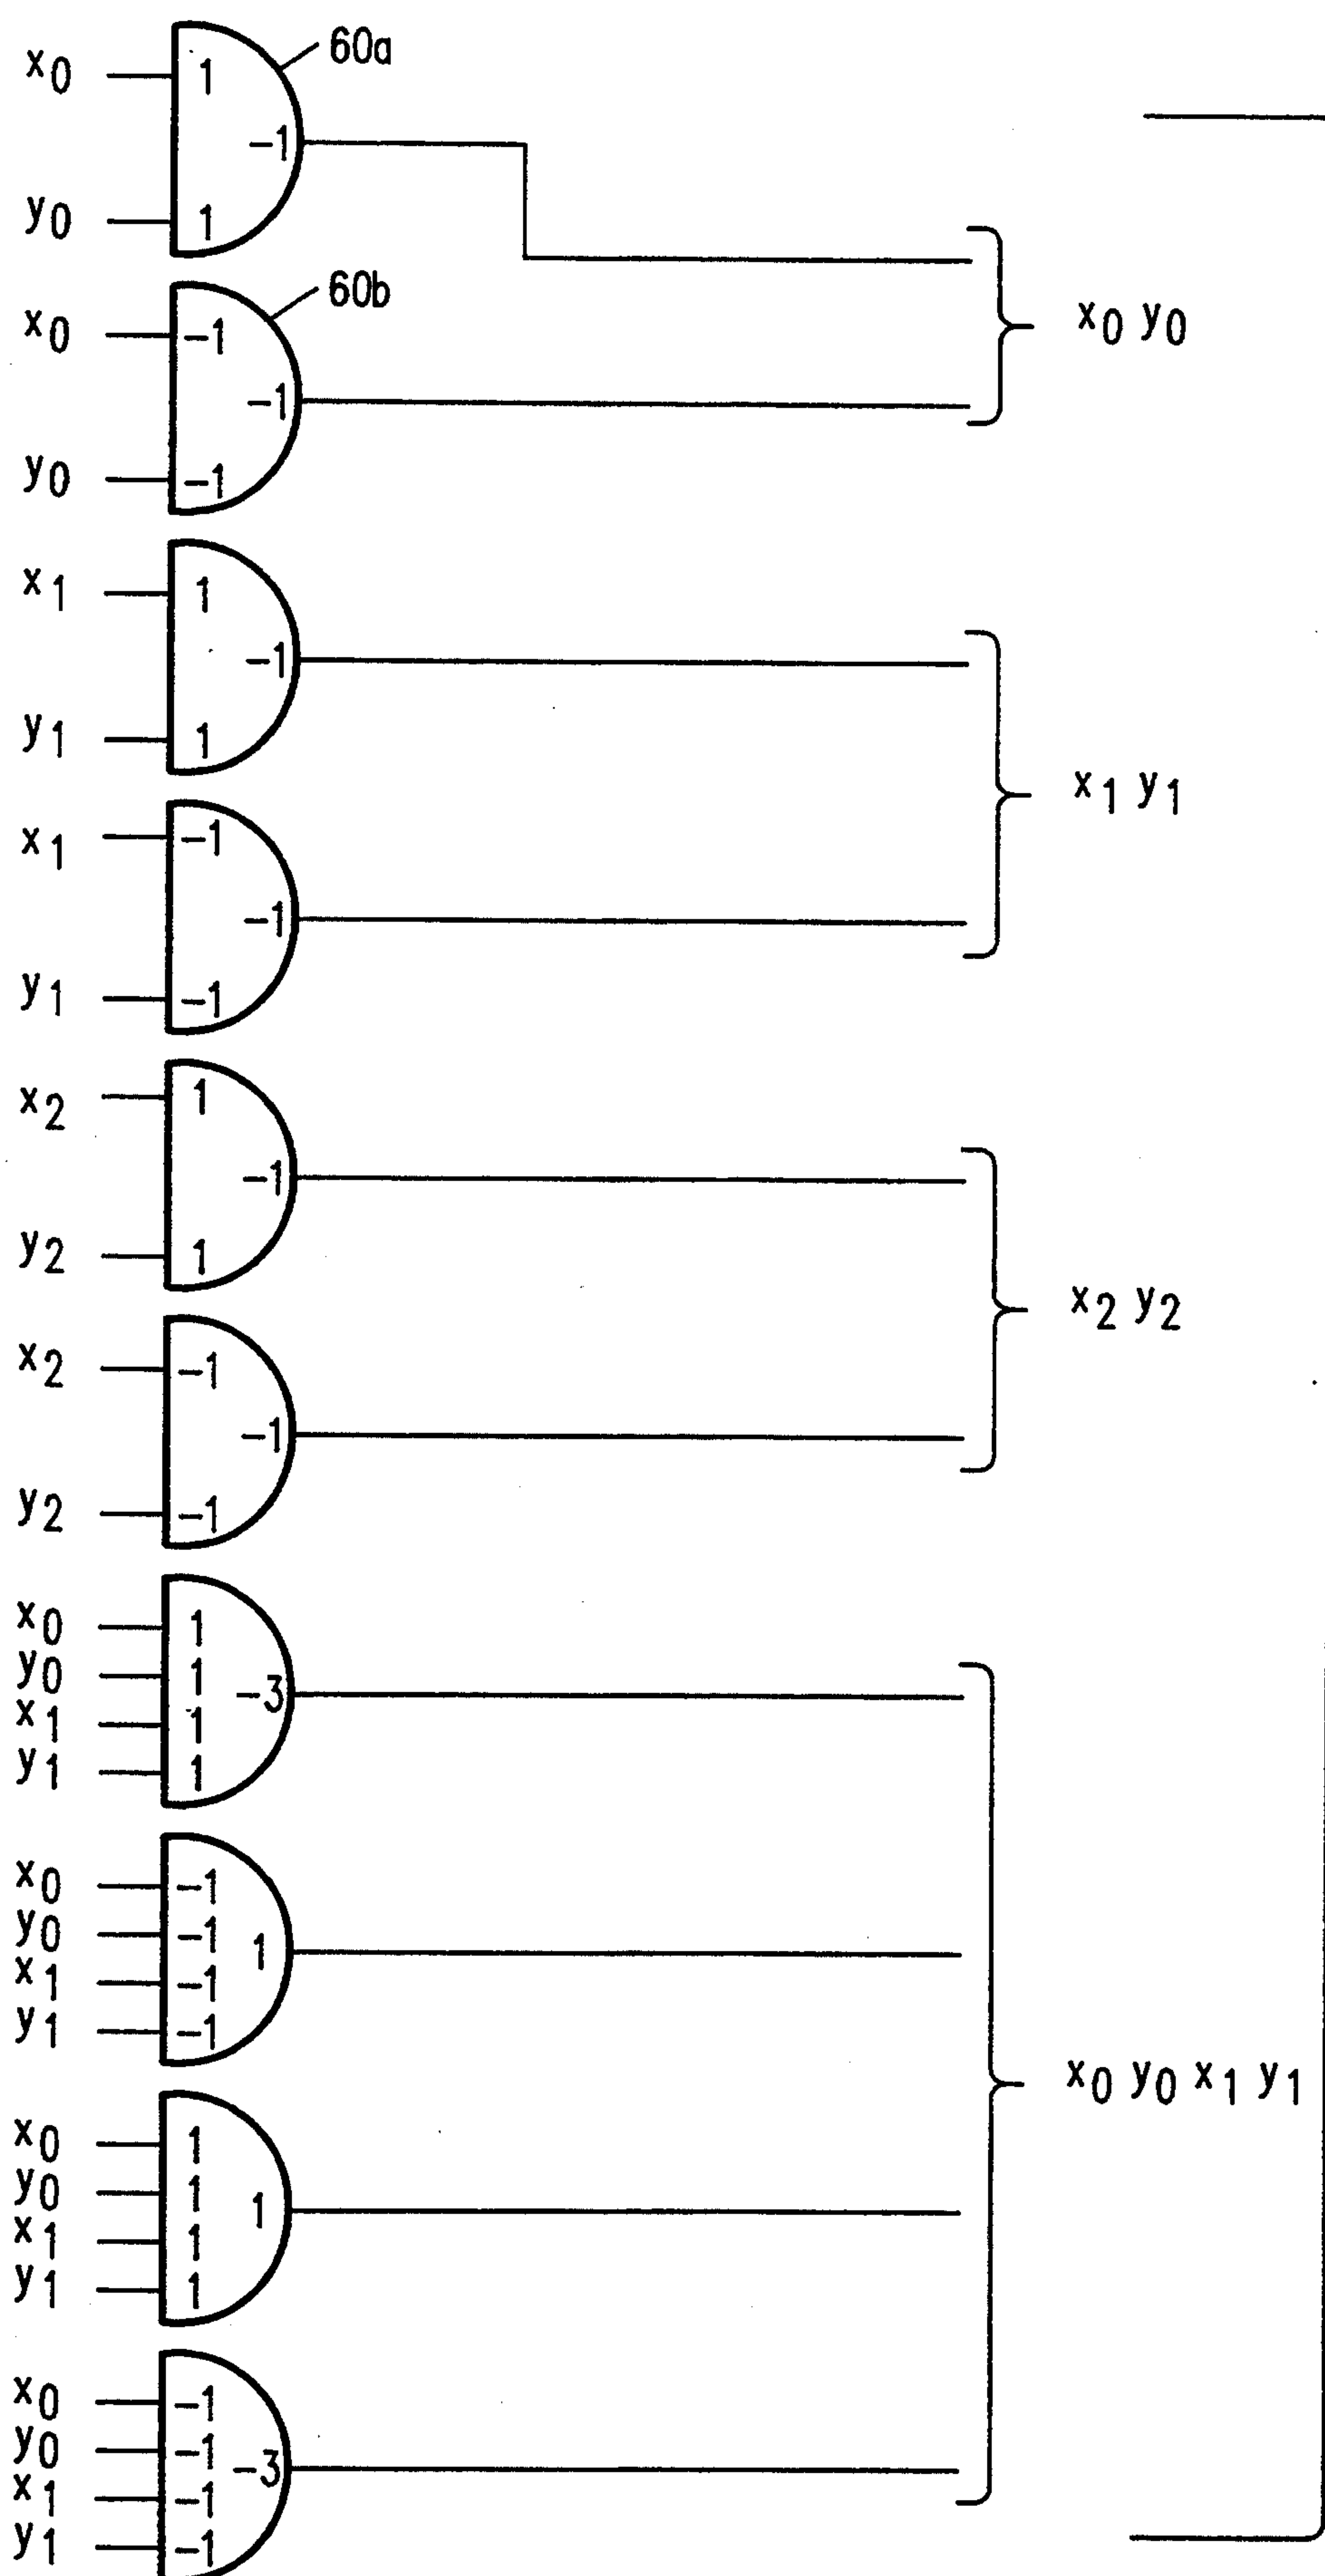 x0 1 60a
-1
y0 1
x0 -1 60b
-1
y0 -1
x0 y0
x1 1
-1
y1 1
x1 -1
-1
y1 -1
x1 y1
x2 1
-1
y2 1
x2 -1
-1
y2 -1
x2 y2
x0 1
y0 1
-3
x1 1
y1 1
x0 -1
y0 -1
1
x1 -1
y1 -1
x0 y0 x1 y1
x0 1
y0 1
1
x1 1
y1 1
x0 -1
y0 -1
-3
x1 -1
y1 -1